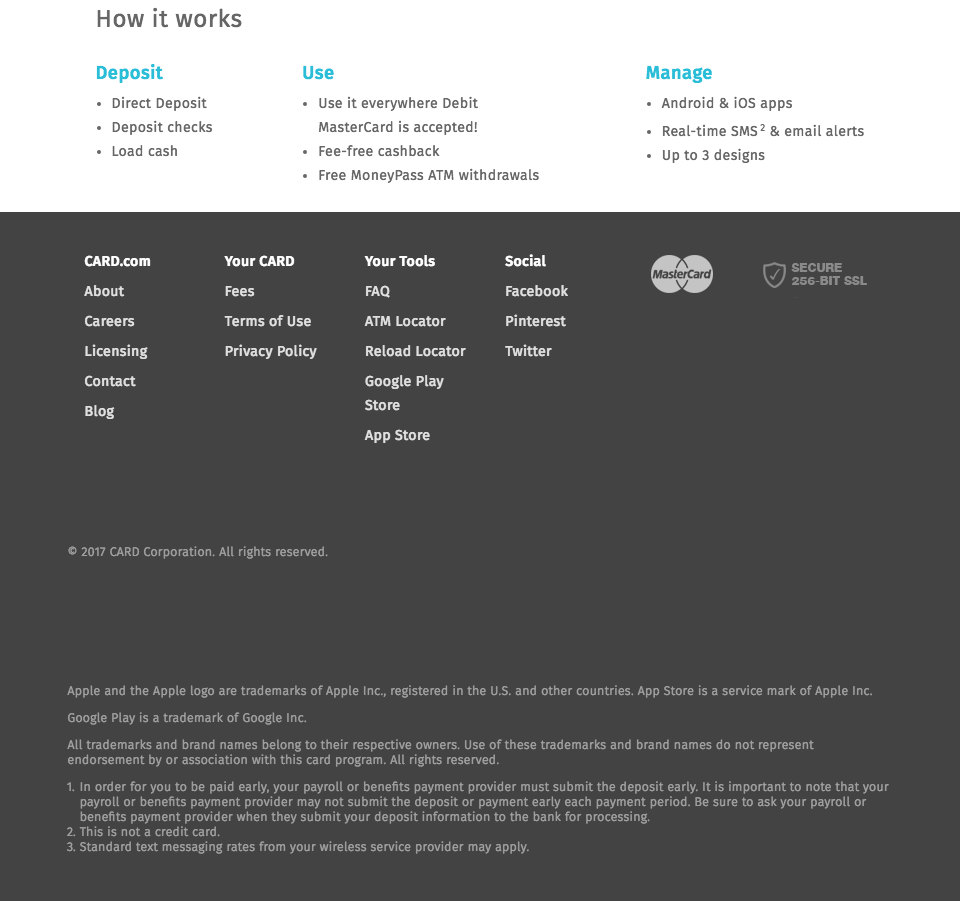 How it works
Deposit
• Direct Deposit
• Deposit checks
• Load cash
Use
• Use it everywhere Debit
MasterCard is accepted!
• Fee-free cashback
• Free MoneyPass ATM withdrawals
Manage
• Android & iOS apps
• Real-time SMS 2 & email alerts
• Up to 3 designs
CARD.com
About
Careers
Licensing
Contact
Blog
Your CARD
Fees
Terms of Use
Privacy Policy
Your Tools
FAQ
ATM Locator
Reload Locator
Google Play
Store
App Store
Social
Facebook
Pinterest
Twitter
MasterCard
SECURE
256-BIT SSL
© 2017 CARD Corporation. All rights reserved.
Apple and the Apple logo are trademarks of Apple Inc., registered in the U.S. and other countries. App Store is a service mark of Apple Inc.
Google Play is a trademark of Google Inc.
All trademarks and brand names belong to their respective owners. Use of these trademarks and brand names do not represent
endorsement by or association with this card program. All rights reserved.
1. In order for you to be paid early, your payroll or benefits payment provider must submit the deposit early. It is important to note that your
payroll or benefits payment provider may not submit the deposit or payment early each payment period. Be sure to ask your payroll or
benefits payment provider when they submit your deposit information to the bank for processing.
2. This is not a credit card.
3. Standard text messaging rates from your wireless service provider may apply.